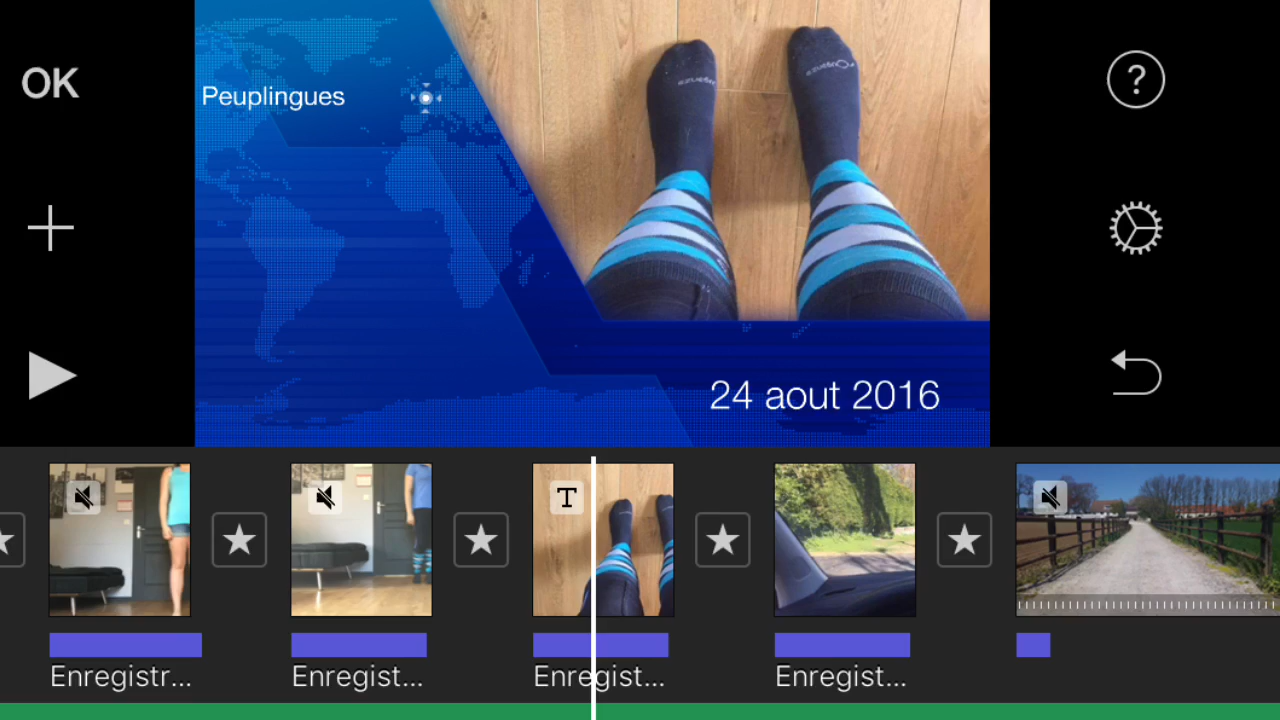 OK
Peuplingues
?
24 aout 2016
T
Enregistr...
Enregist...
Enregist...
Enregist...